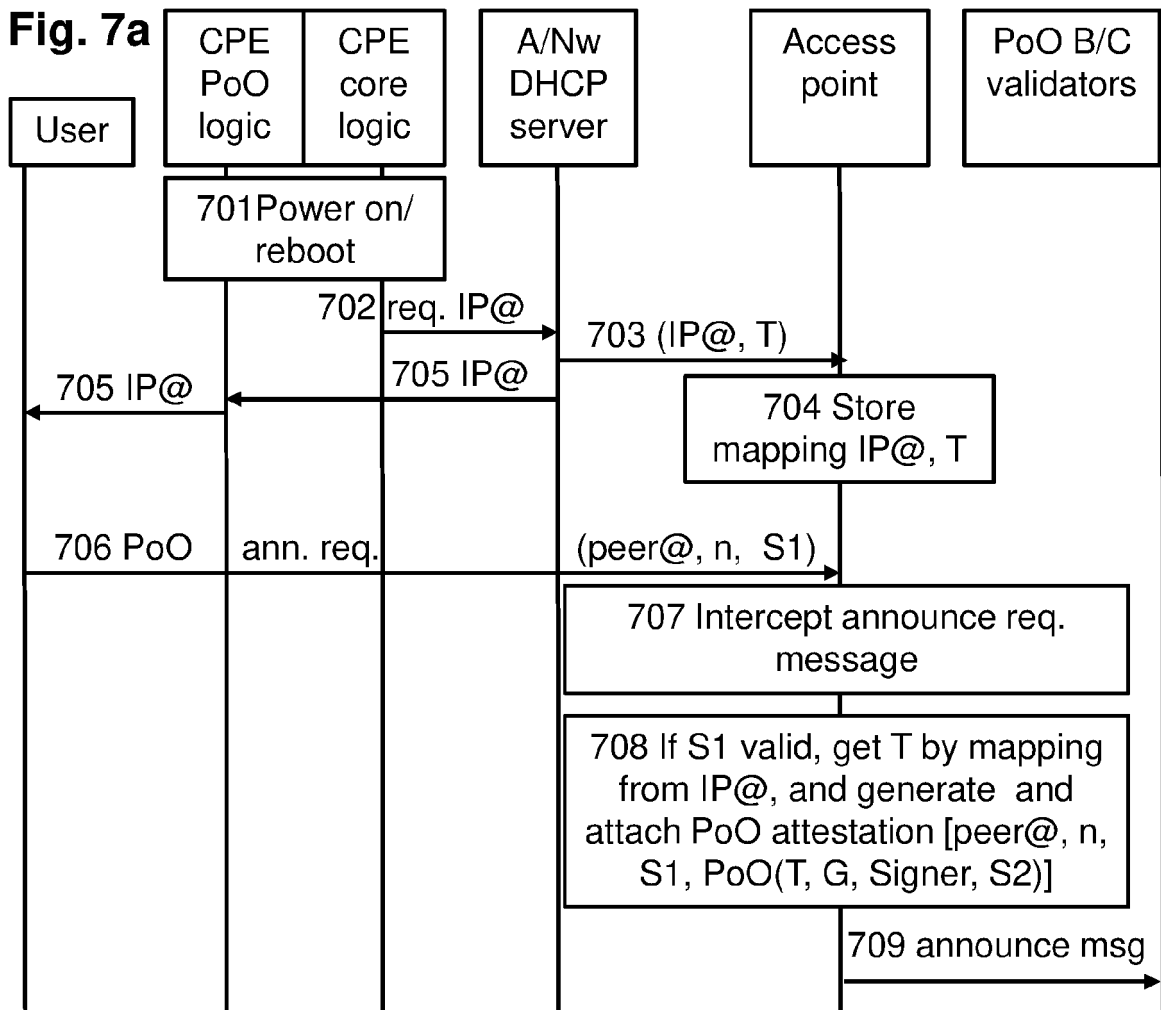 Fig. 7a
User
CPE
PoO
logic
CPE
core
logic
A/Nw
DHCP
server
Access
point
PoO B/C
validators
701Power on/
reboot
702 req. IP@
703 (IP@, T)
705 IP@
705 IP@
704 Store
mapping IP@, T
706 PoO ann. req. (peer@, n, S1)
707 Intercept announce req.
message
708 If S1 valid, get T by mapping
from IP@, and generate and
attach PoO attestation [peer@, n,
S1, PoO(T, G, Signer, S2)]
709 announce msg